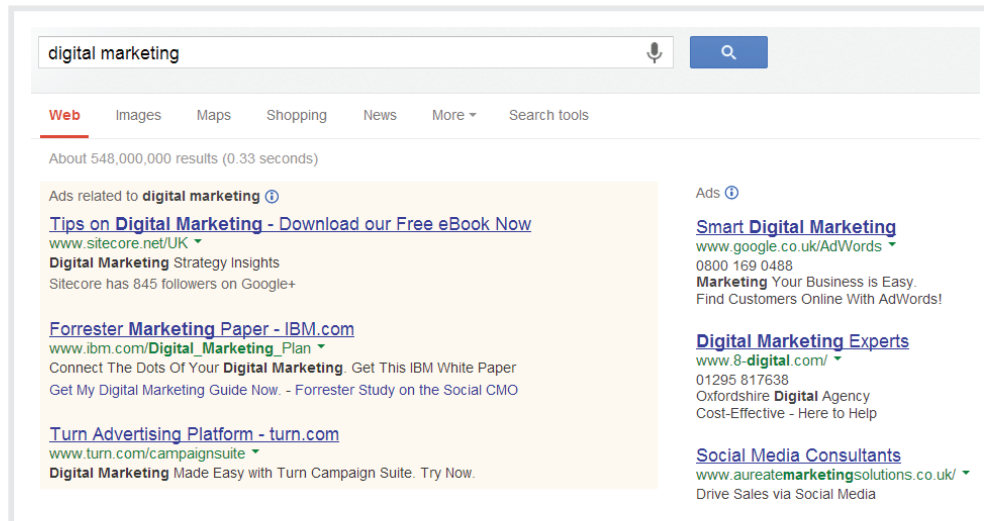 digital marketing
Web Images Maps Shopping News More Search tools
About 548,000,000 results (0.33 seconds)
Ads related to digital marketing
Tips on Digital Marketing - Download our Free eBook Now
www.sitecore.net/UK
Digital Marketing Strategy Insights
Sitecore has 845 followers on Google+
Forrester Marketing Paper - IBM.com
www.ibm.com/Digital_Marketing_Plan
Connect The Dots Of Your Digital Marketing. Get This IBM White Paper
Get My Digital Marketing Guide Now. - Forrester Study on the Social CMO
Turn Advertising Platform - turn.com
www.turn.com/campaignsuite
Digital Marketing Made Easy with Turn Campaign Suite. Try Now.
Ads
Smart Digital Marketing
www.google.co.uk/AdWords
0800 169 0488
Marketing Your Business is Easy.
Find Customers Online With AdWords!
Digital Marketing Experts
www.8-digital.com/
01295 817638
Oxfordshire Digital Agency
Cost-Effective - Here to Help
Social Media Consultants
www.aureatemarketingsolutions.co.uk/
Drive Sales via Social Media